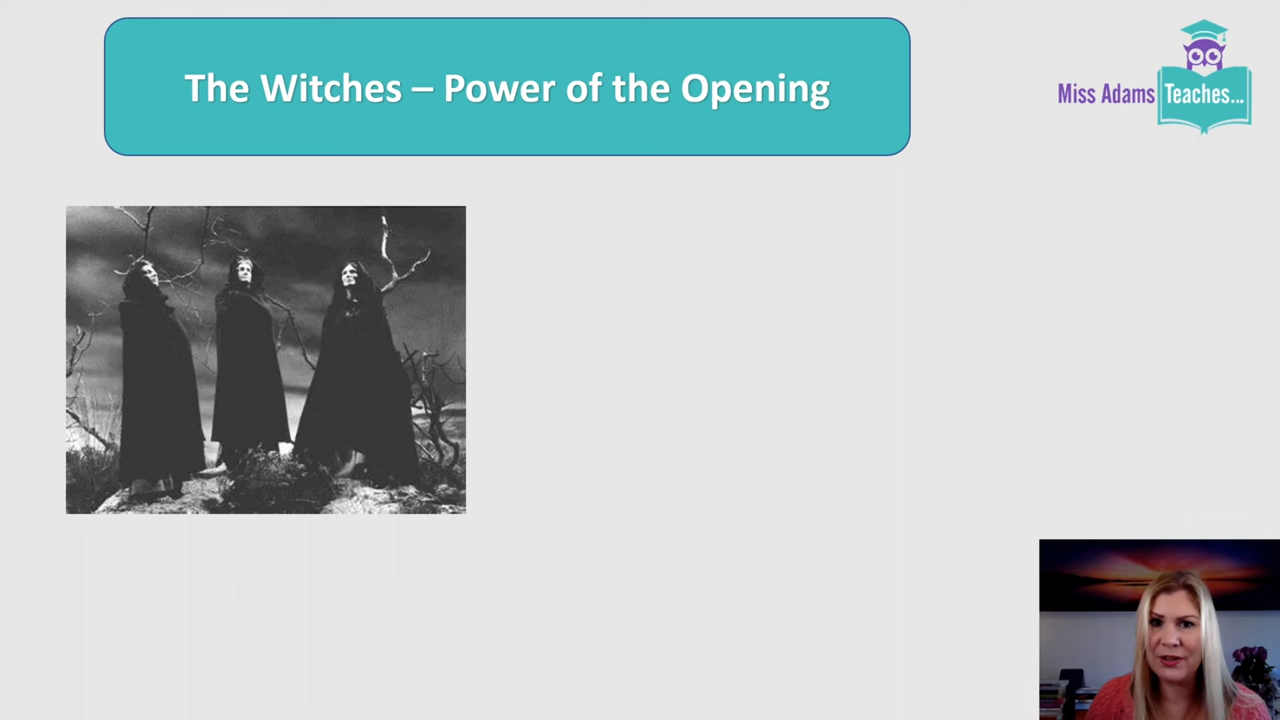 The Witches – Power of the Opening
Miss Adams Teaches...